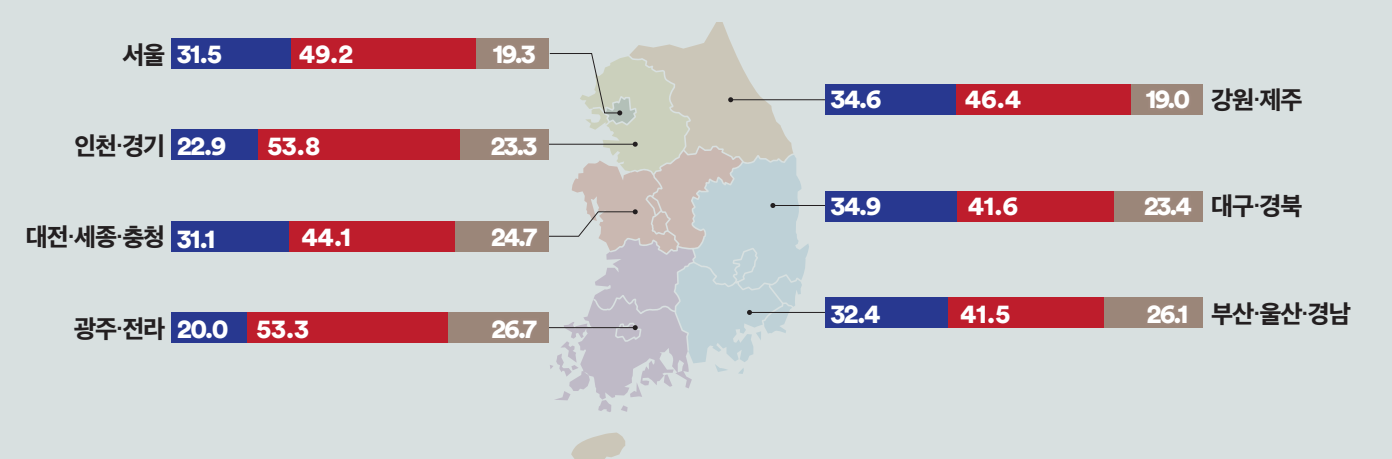 서울 31.5 49.2 19.3
인천·경기 22.9 53.8 23.3
대전·세종·충청 31.1 44.1 24.7
광주·전라 20.0 53.3 26.7
34.6 46.4 19.0 강원·제주
34.9 41.6 23.4 대구·경북
32.4 41.5 26.1 부산·울산·경남